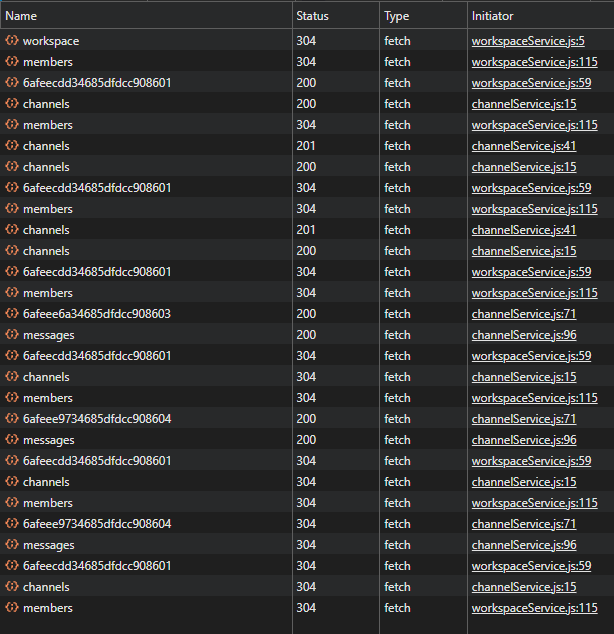 Name Status Type Initiator
workspace 304 fetch workspaceService.js:5
members 304 fetch workspaceService.js:115
6afeecdd34685dfdcc908601 200 fetch workspaceService.js:59
channels 200 fetch channelService.js:15
members 304 fetch workspaceService.js:115
channels 201 fetch channelService.js:41
channels 200 fetch channelService.js:15
6afeecdd34685dfdcc908601 304 fetch workspaceService.js:59
members 304 fetch workspaceService.js:115
channels 201 fetch channelService.js:41
channels 200 fetch channelService.js:15
6afeecdd34685dfdcc908601 304 fetch workspaceService.js:59
members 304 fetch workspaceService.js:115
6afeee6a34685dfdcc908603 200 fetch channelService.js:71
messages 200 fetch channelService.js:96
6afeecdd34685dfdcc908601 304 fetch workspaceService.js:59
channels 304 fetch channelService.js:15
members 304 fetch workspaceService.js:115
6afeee9734685dfdcc908604 200 fetch channelService.js:71
messages 200 fetch channelService.js:96
6afeecdd34685dfdcc908601 304 fetch workspaceService.js:59
channels 304 fetch channelService.js:15
members 304 fetch workspaceService.js:115
6afeee9734685dfdcc908604 304 fetch channelService.js:71
messages 304 fetch channelService.js:96
6afeecdd34685dfdcc908601 304 fetch workspaceService.js:59
channels 304 fetch channelService.js:15
members 304 fetch workspaceService.js:115